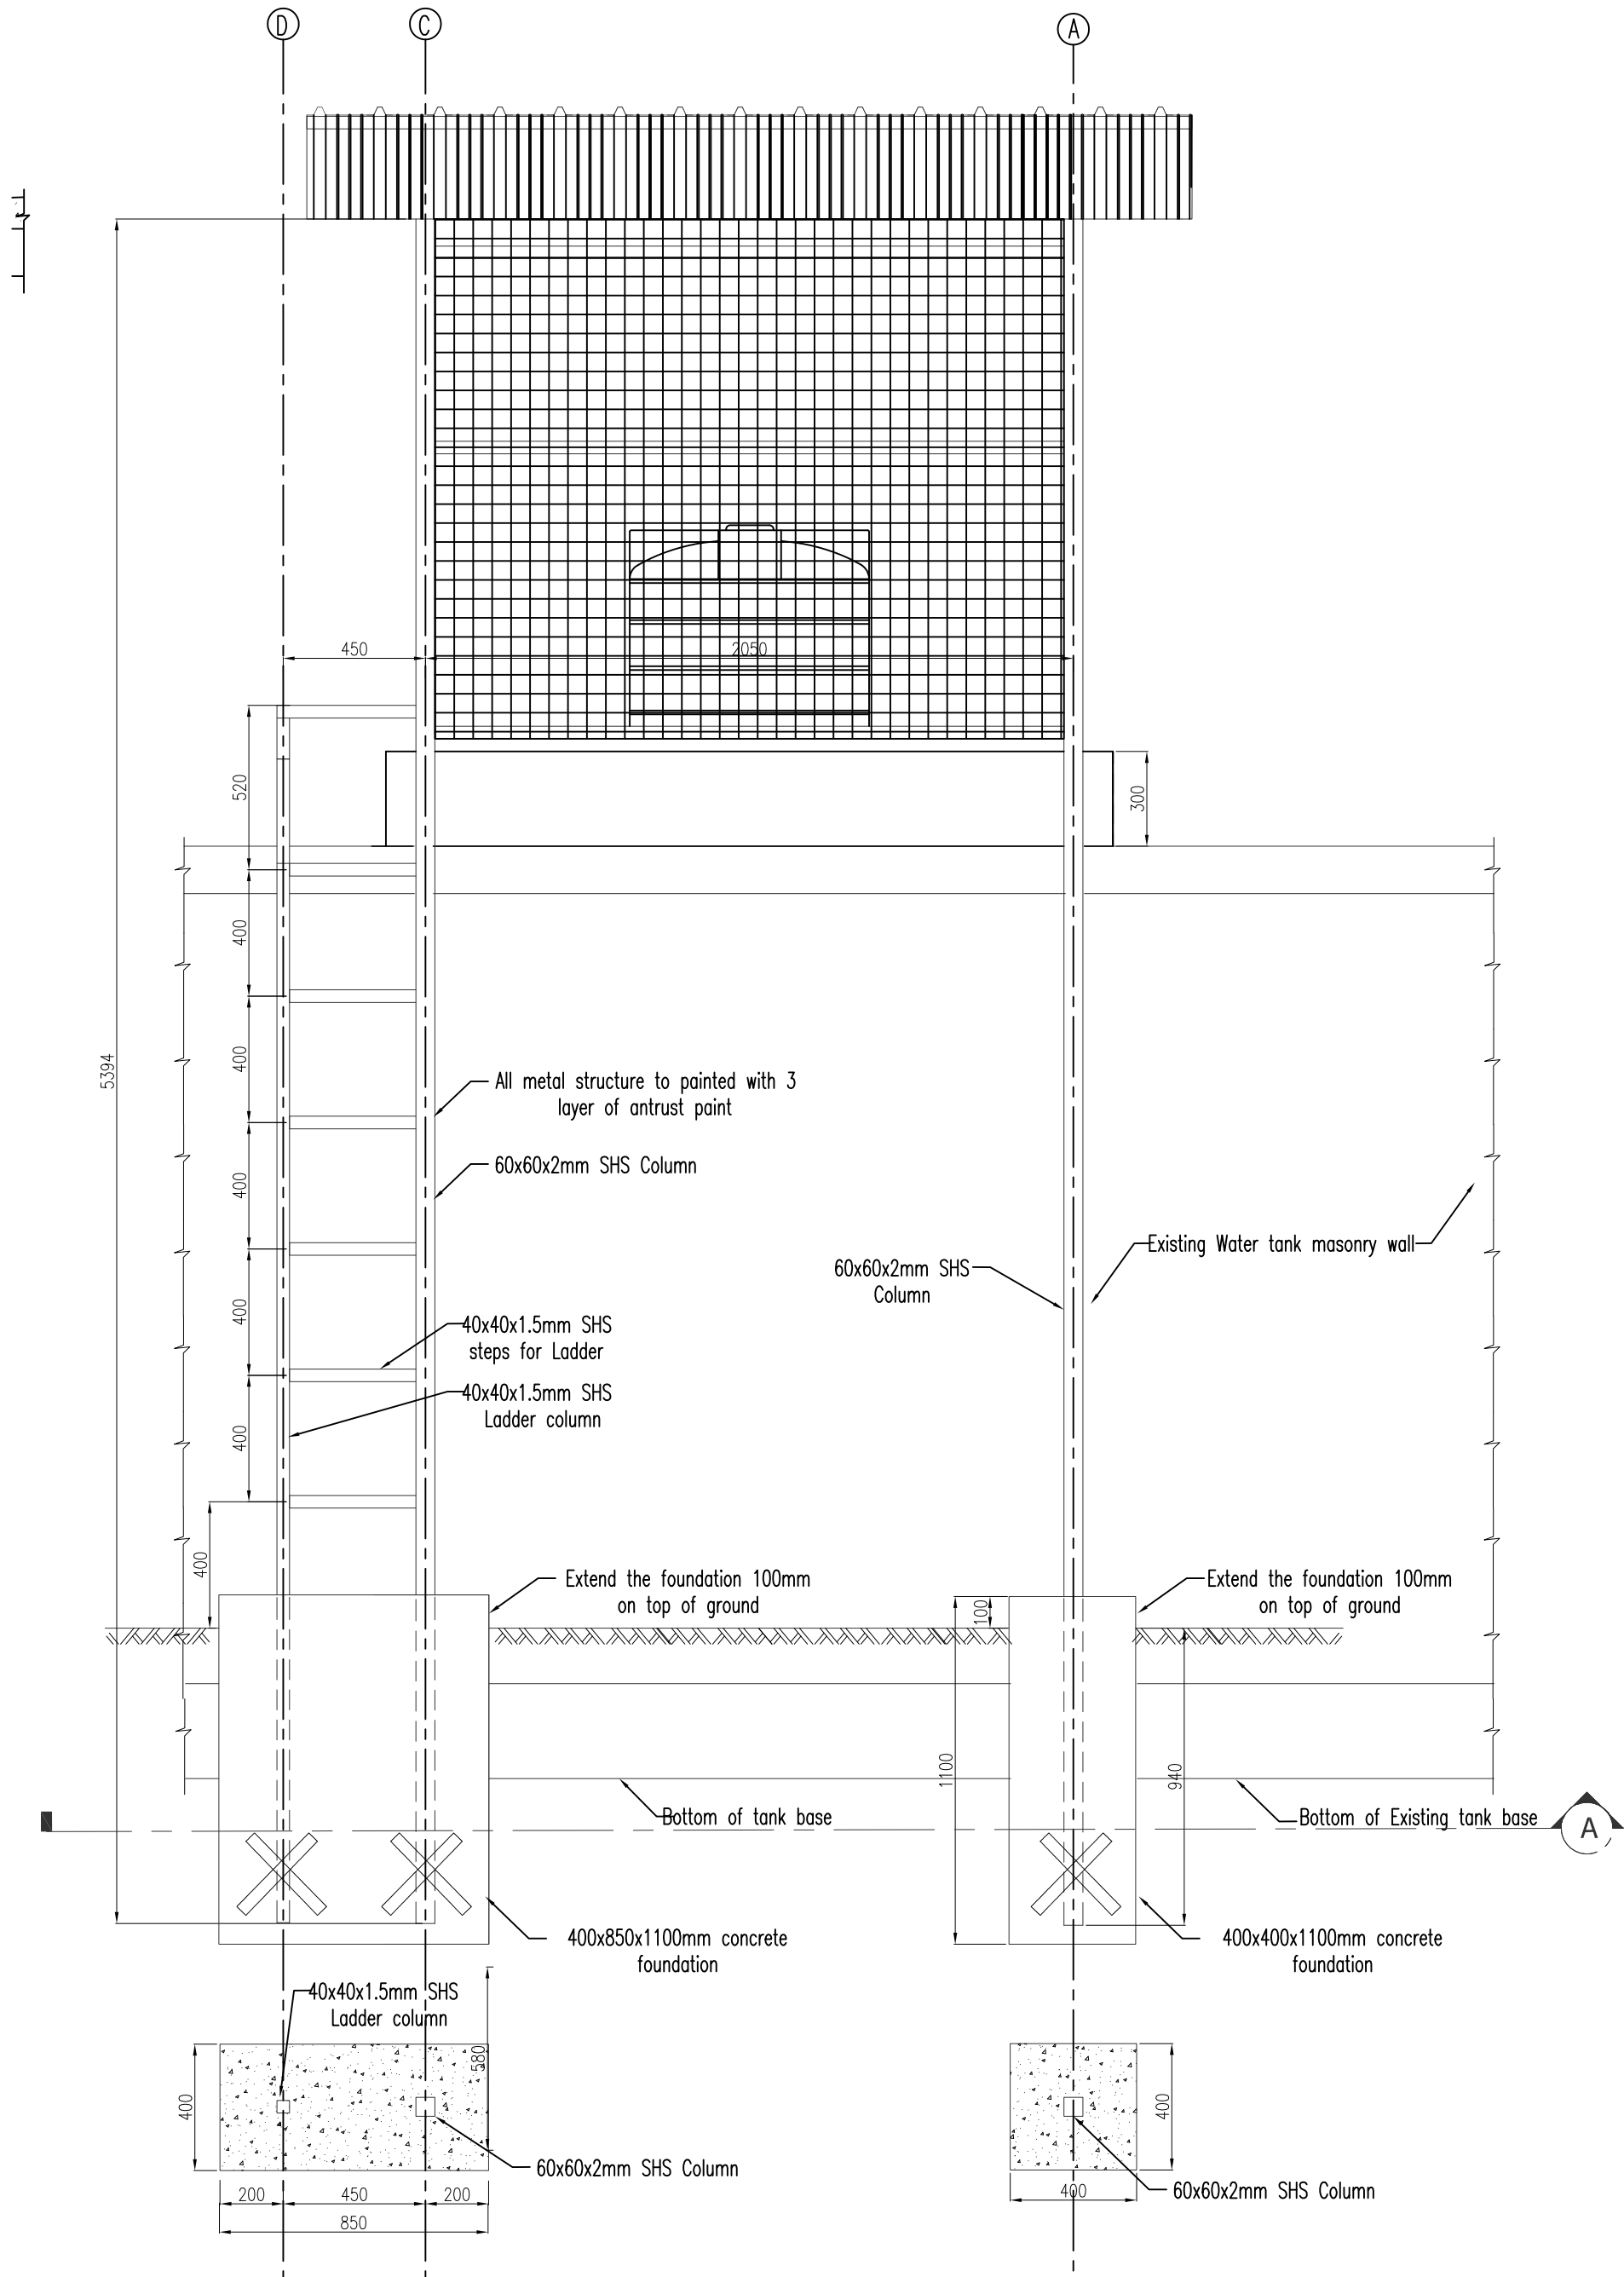 D
C
A
450
2050
520
300
400
400
5394
All metal structure to painted with 3
layer of antrust paint
400
60x60x2mm SHS Column
Existing Water tank masonry wall
60x60x2mm SHS
Column
400
40x40x1.5mm SHS
steps for Ladder
40x40x1.5mm SHS
Ladder column
400
400
Extend the foundation 100mm
on top of ground
100
Extend the foundation 100mm
on top of ground
1100
940
Bottom of tank base
Bottom of Existing tank base
A
400x850x1100mm concrete
foundation
400x400x1100mm concrete
foundation
40x40x1.5mm SHS
Ladder column
580
400
400
60x60x2mm SHS Column
60x60x2mm SHS Column
200
450
200
400
850